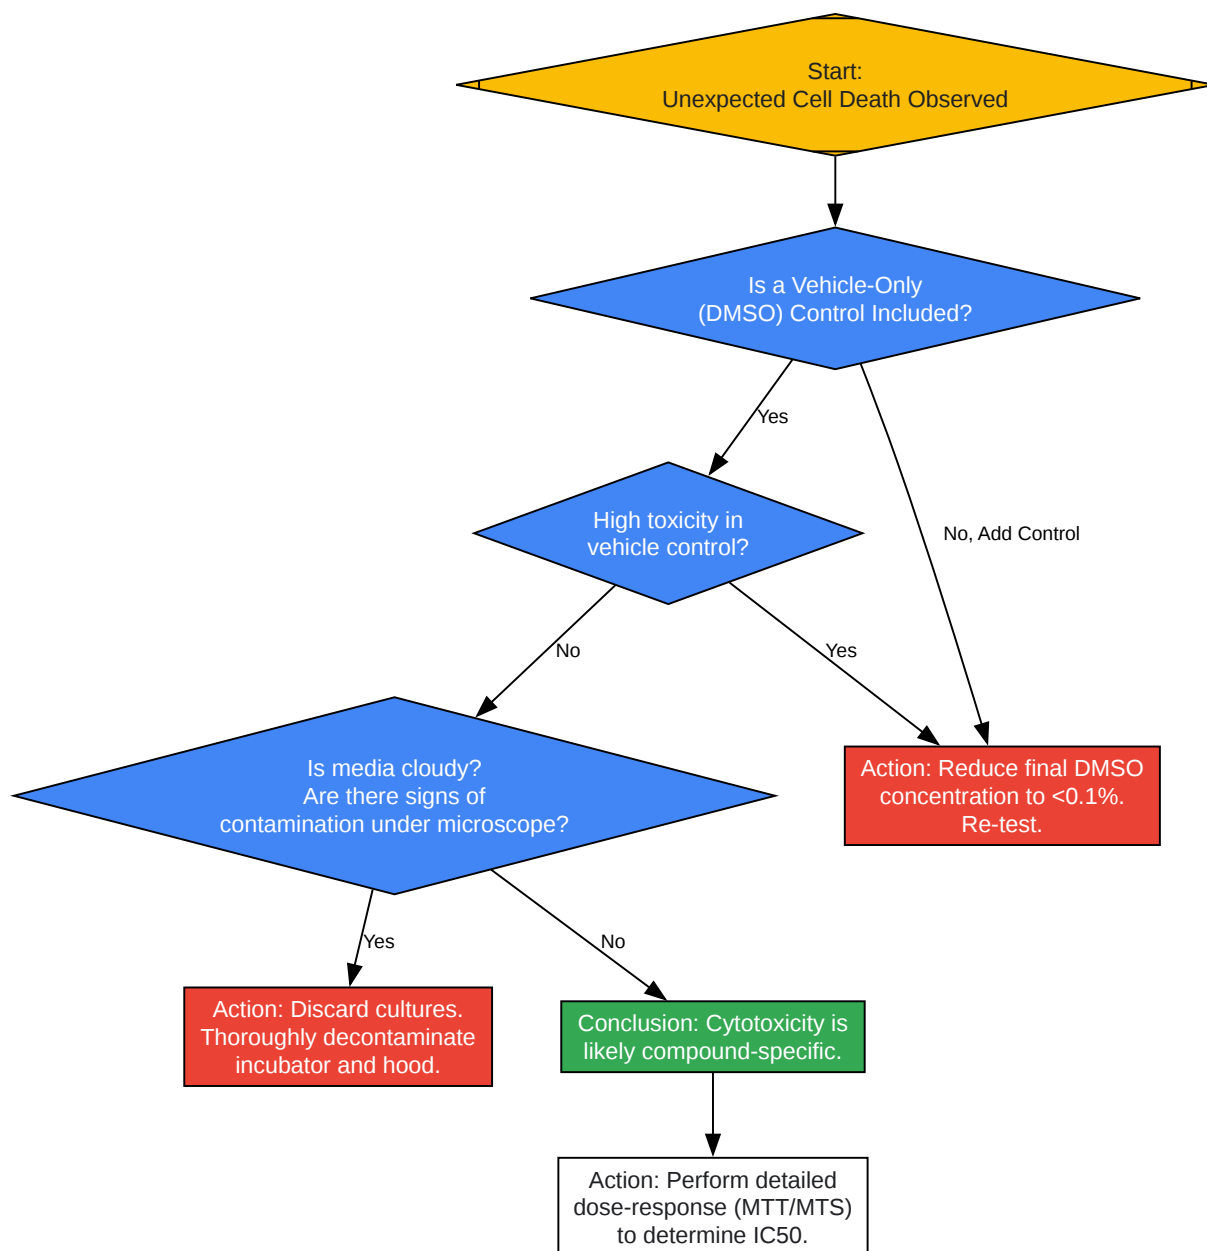 Start:
Unexpected Cell Death Observed
Is a Vehicle-Only
(DMSO) Control Included?
Yes
High toxicity in
vehicle control?
No, Add Control
No
Yes
Is media cloudy?
Are there signs of
contamination under microscope?
Action: Reduce final DMSO
concentration to <0.1%.
Re-test.
Yes
No
Action: Discard cultures.
Thoroughly decontaminate
incubator and hood.
Conclusion: Cytotoxicity is
likely compound-specific.
Action: Perform detailed
dose-response (MTT/MTS)
to determine IC50.